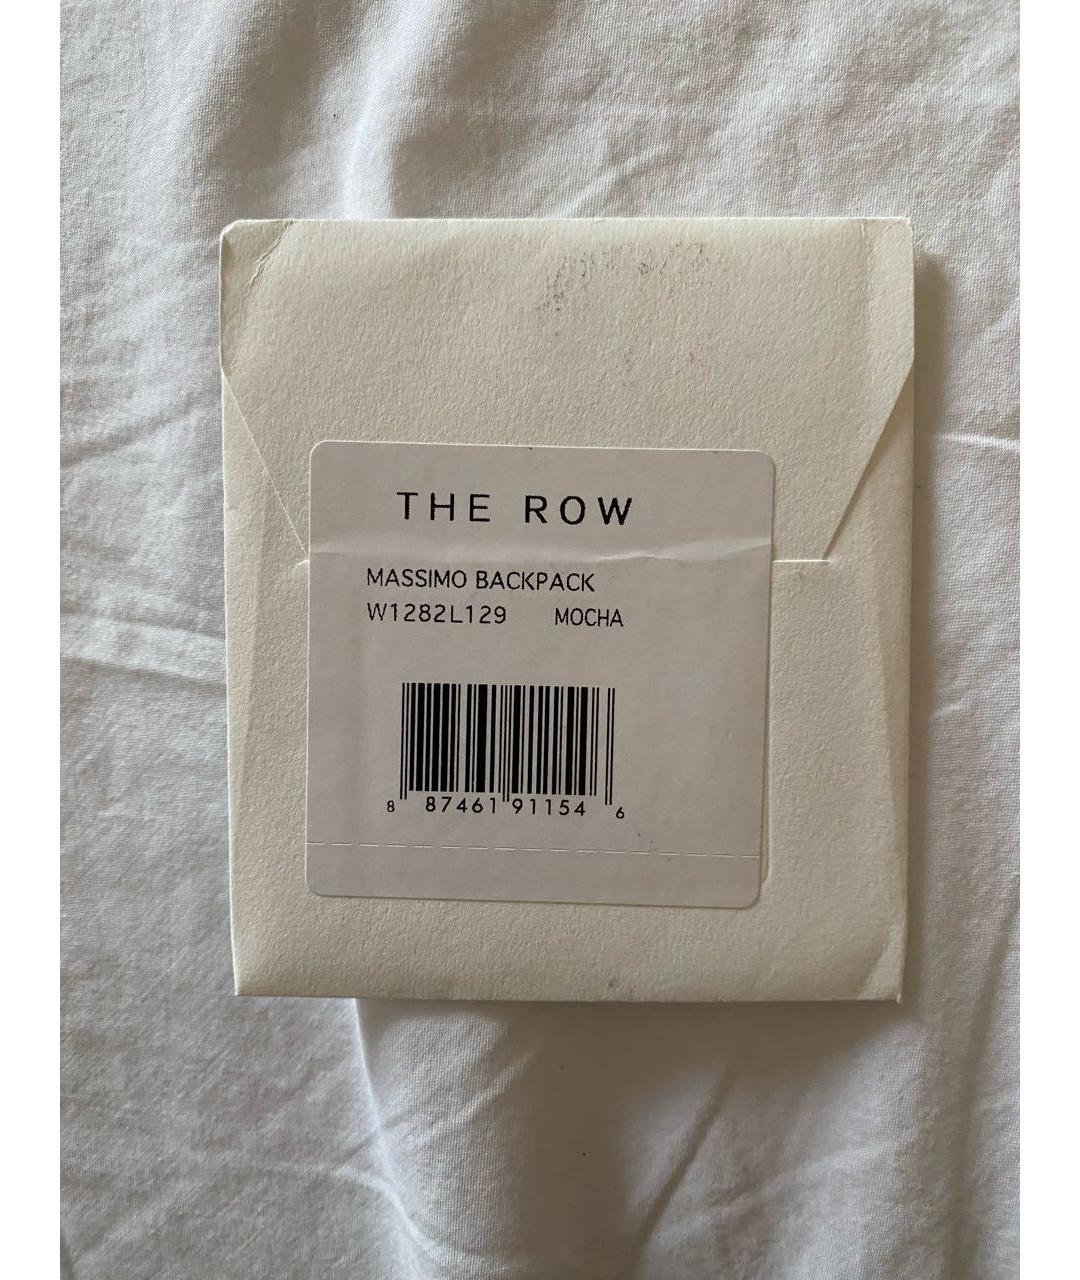 THE ROW
MASSIMO BACKPACK
W1282L129 MOCHA
8 87461 91154 6